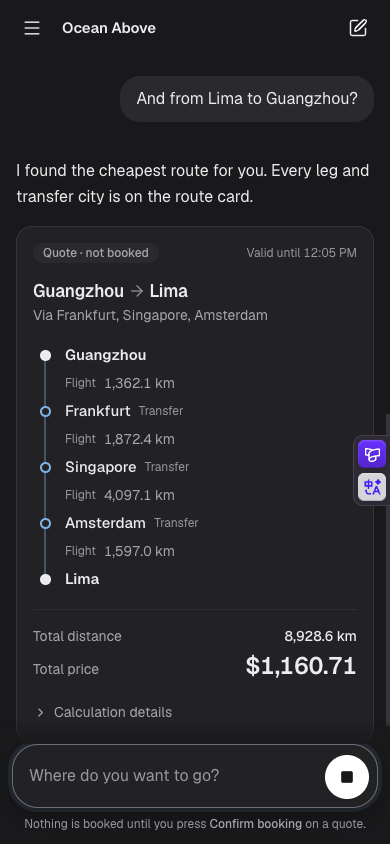 Ocean Above
And from Lima to Guangzhou?
I found the cheapest route for you. Every leg and
transfer city is on the route card.
Quote · not booked
Valid until 12:05 PM
Guangzhou → Lima
Via Frankfurt, Singapore, Amsterdam
Guangzhou
Flight 1,362.1 km
Frankfurt Transfer
Flight 1,872.4 km
Singapore Transfer
Flight 4,097.1 km
Amsterdam Transfer
Flight 1,597.0 km
Lima
Total distance 8,928.6 km
Total price $1,160.71
Calculation details
Where do you want to go?
Nothing is booked until you press Confirm booking on a quote.